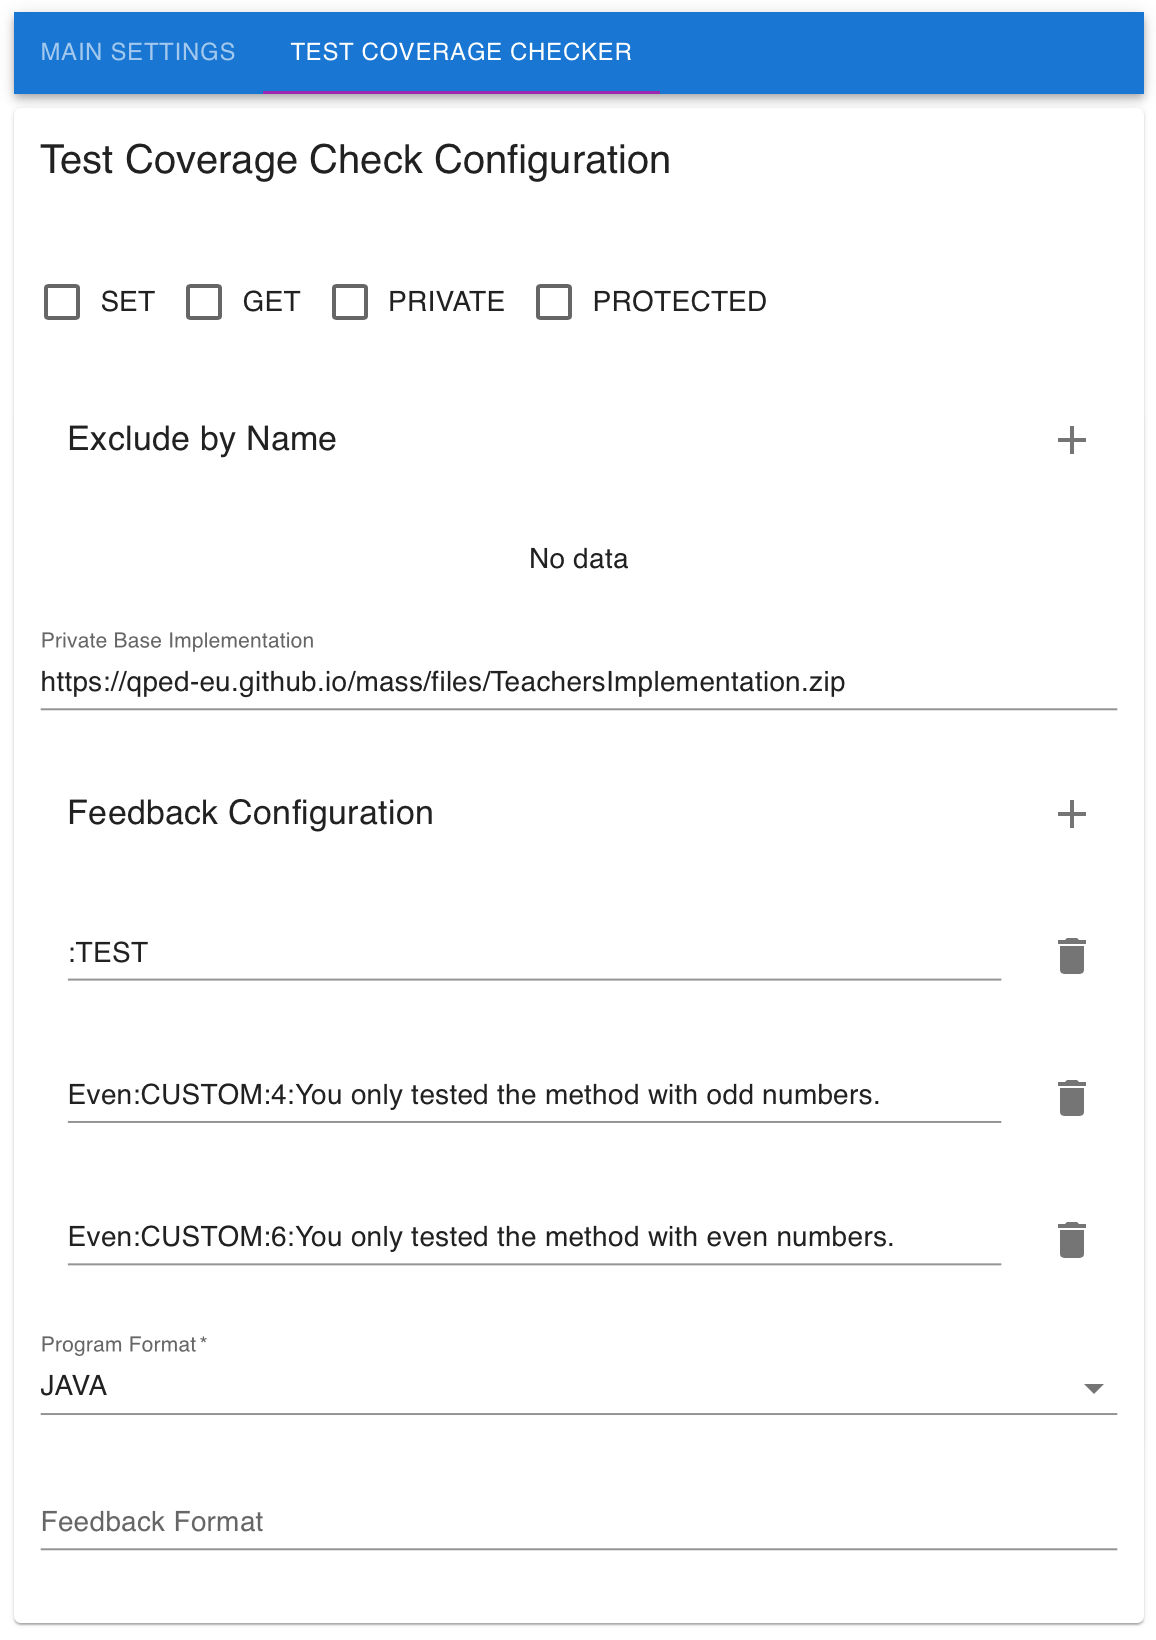 MAIN SETTINGS TEST COVERAGE CHECKER
Test Coverage Check Configuration
SET GET PRIVATE PROTECTED
Exclude by Name
No data
Private Base Implementation
https://qped-eu.github.io/mass/files/TeachersImplementation.zip
Feedback Configuration
:TEST
Even:CUSTOM:4:You only tested the method with odd numbers.
Even:CUSTOM:6:You only tested the method with even numbers.
Program Format *
JAVA
Feedback Format